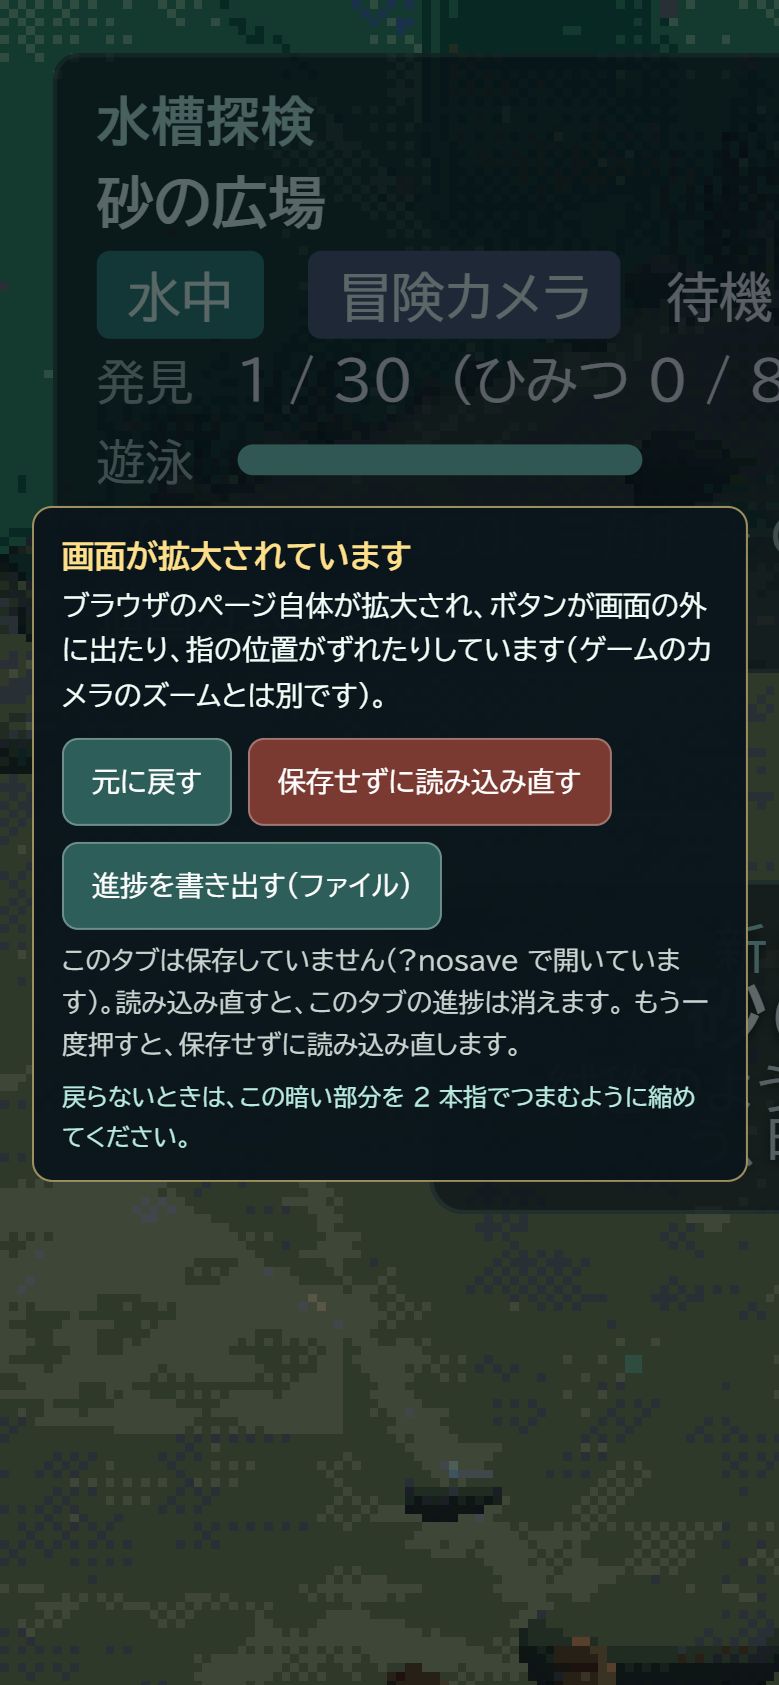 水槽探検
砂の広場
水中 冒険カメラ 待機
発見 1 / 30 (ひみつ 0 / 8
遊泳
画面が拡大されています
ブラウザのページ自体が拡大され、ボタンが画面の外
に出たり、指の位置がずれたりしています(ゲームのカ
メラのズームとは別です)。
元に戻す 保存せずに読み込み直す
進捗を書き出す(ファイル)
このタブは保存していません(?nosave で開いていま
す)。読み込み直すと、このタブの進捗は消えます。もう一
度押すと、保存せずに読み込み直します。
戻らないときは、この暗い部分を 2 本指でつまむように縮め
てください。